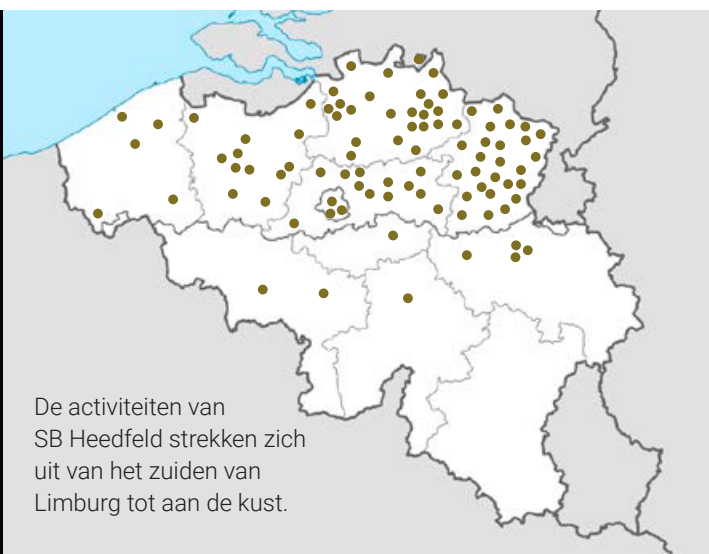 De activiteiten van
SB Heedfeld strekken zich
uit van het zuiden van
Limburg tot aan de kust.